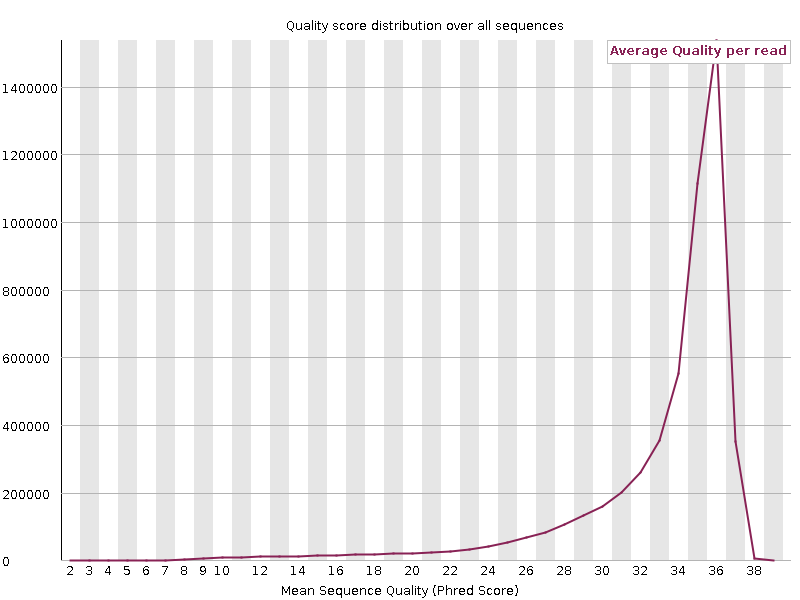 Quality score distribution over all sequences
Average Quality per read
1400000
1200000
1000000
800000
600000
400000
200000
0
2 3 4 5 6 7 8 9 10 12 14 16 18 20 22 24 26 28 30 32 34 36 38
Mean Sequence Quality (Phred Score)